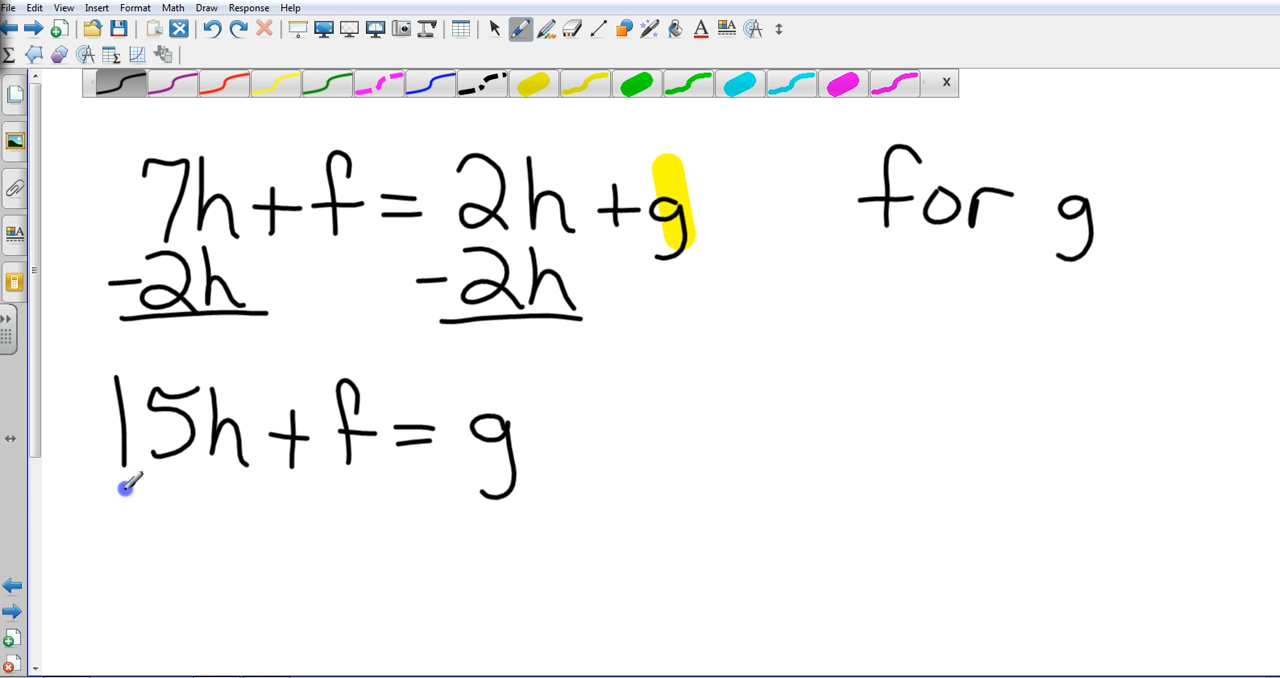 File Edit View Insert Format Math Draw Response Help
7h+f=2h+g for g
-2h -2h
15h+f=g